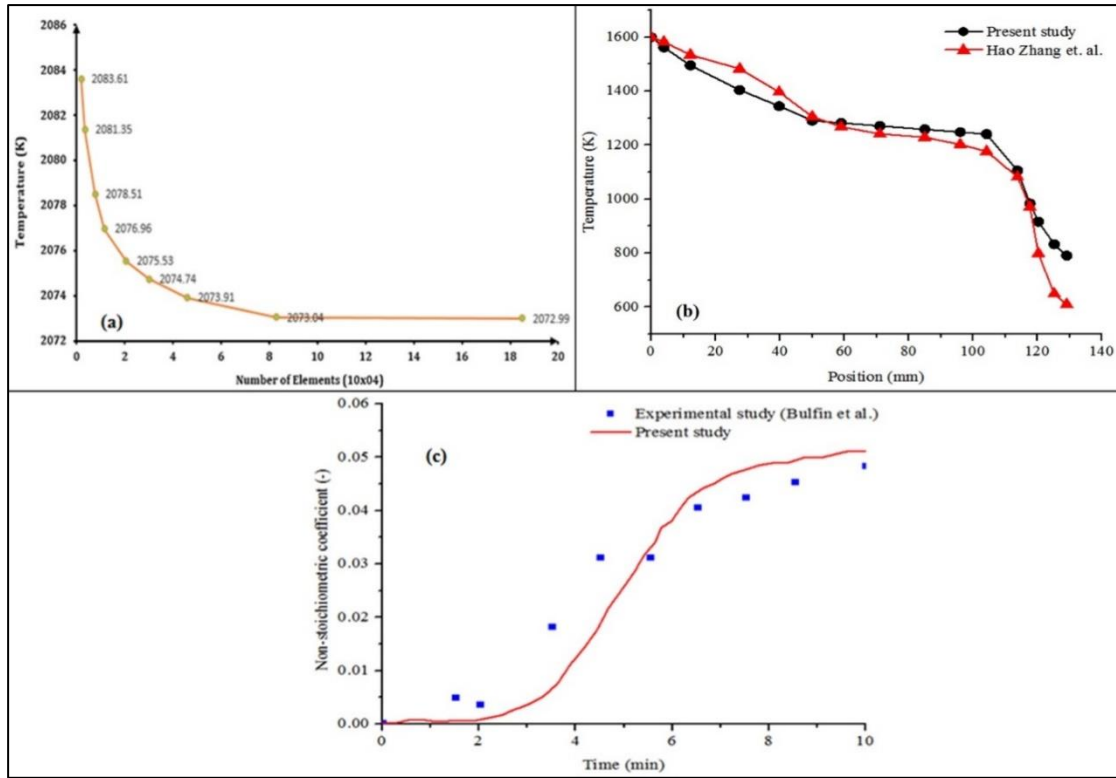 2086
2084
2082
2080
2078
2076
2074
2072
Temperature (K)
2083.61
2081.35
2078.51
2076.96
2075.53
2074.74
2073.91
2073.04
2072.99
(a)
0 2 4 6 8 10 12 14 16 18 20
Number of Elements (10x04)
1600
1400
1200
1000
800
600
Temperature (K)
Present study
Hao Zhang et. al.
(b)
0 20 40 60 80 100 120 140
Position (mm)
0.06
0.05
0.04
0.03
0.02
0.01
0.00
Non-stoichiometric coefficient (-)
Experimental study (Bulfin et al.)
Present study
(c)
0 2 4 6 8 10
Time (min)